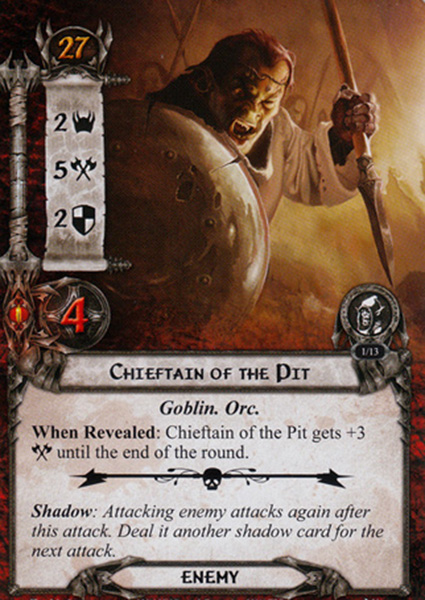 27
2
5
2
4
1/13
Chieftain of the Pit
Goblin. Orc.
When Revealed: Chieftain of the Pit gets +3
until the end of the round.
Shadow: Attacking enemy attacks again after
this attack. Deal it another shadow card for the
next attack.
ENEMY